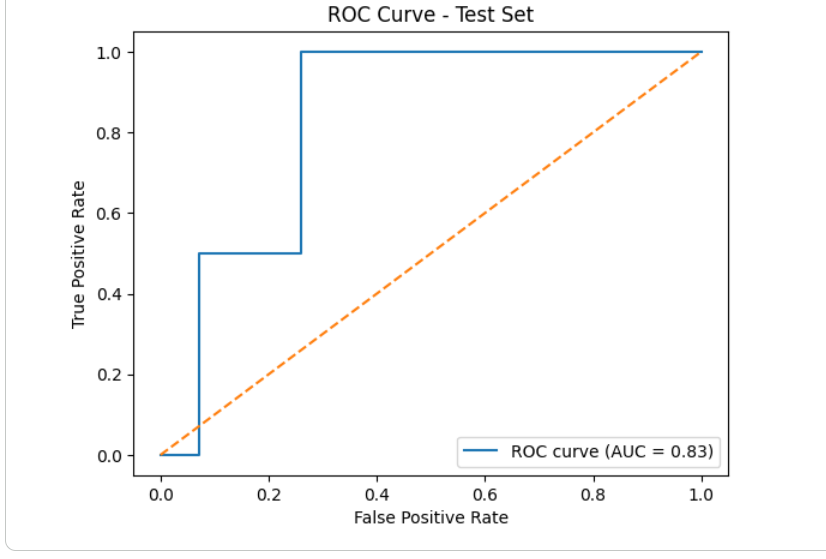 ROC Curve - Test Set
1.0
0.8
0.6
0.4
0.2
0.0
True Positive Rate
ROC curve (AUC = 0.83)
0.0 0.2 0.4 0.6 0.8 1.0
False Positive Rate